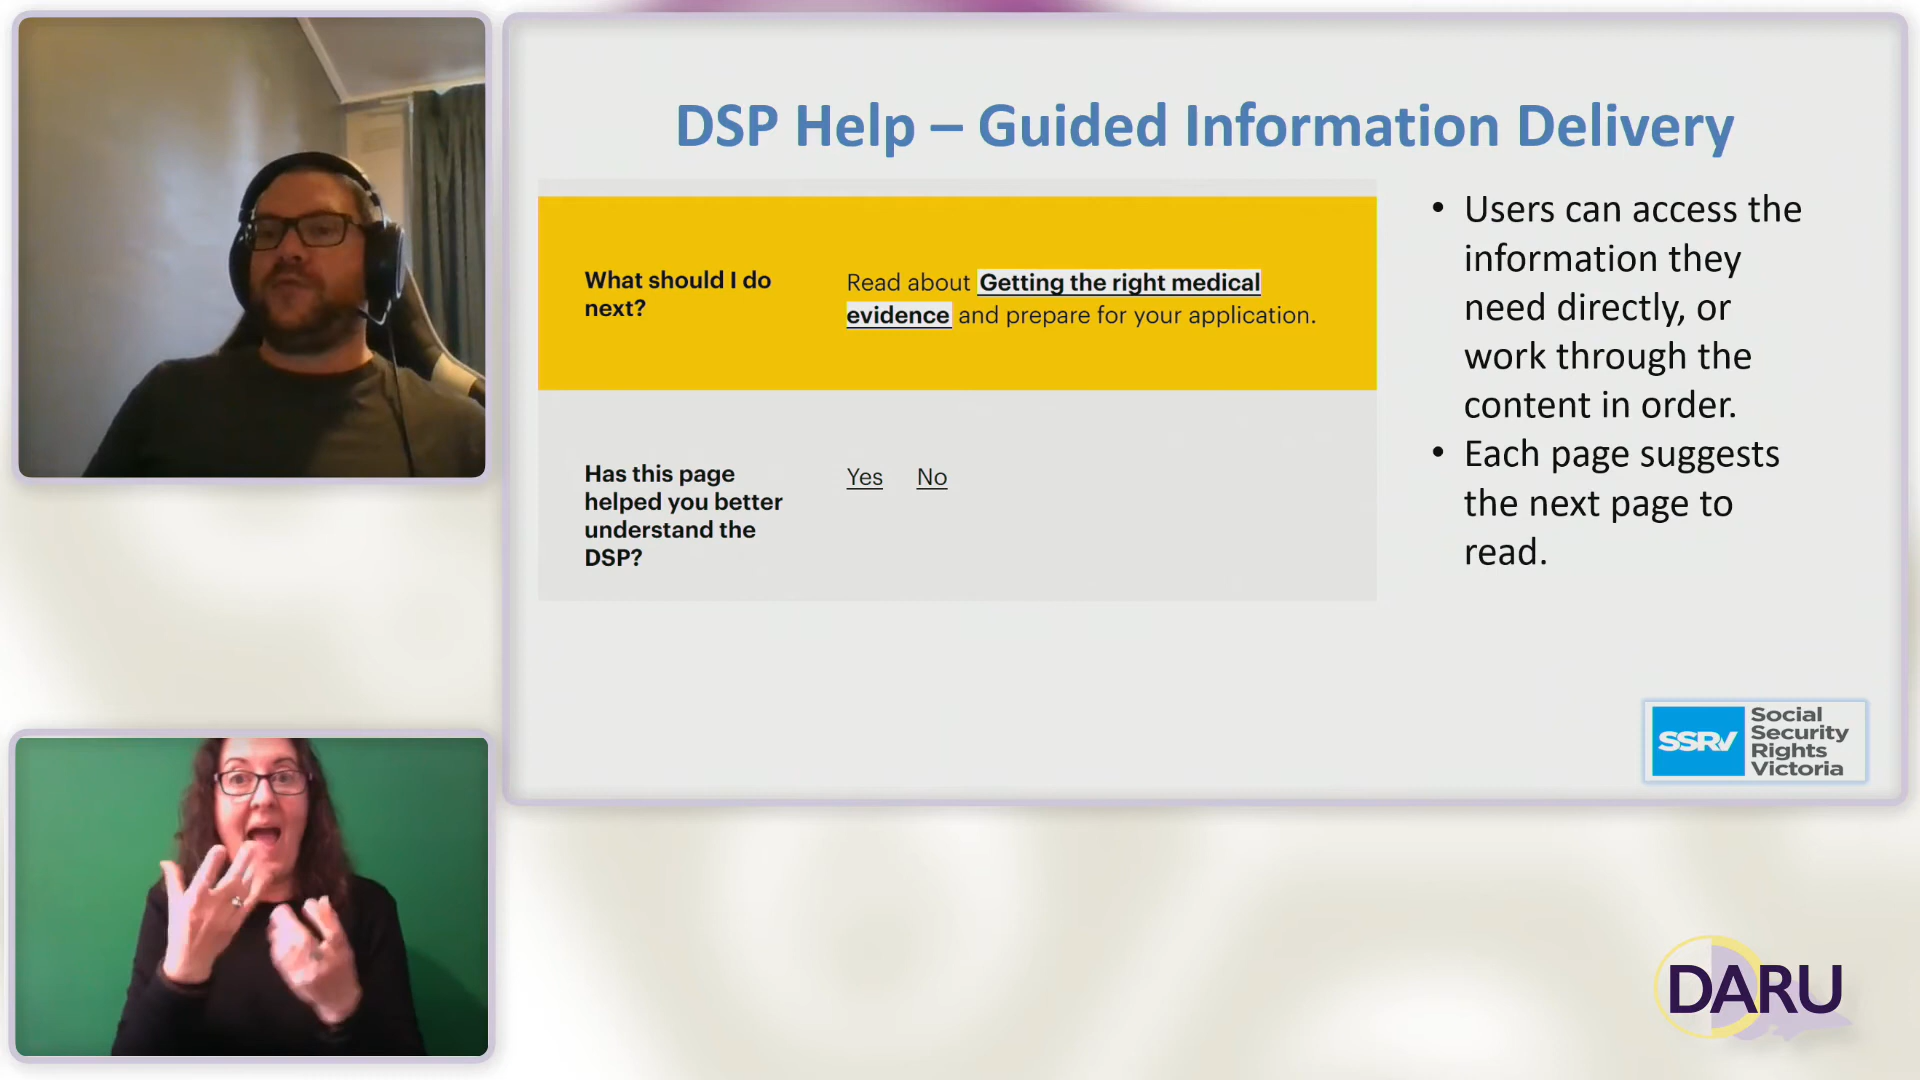 DSP Help – Guided Information Delivery
What should I do
next?
Read about Getting the right medical
evidence and prepare for your application.
Has this page
helped you better
understand the
DSP?
Yes No
• Users can access the
information they
need directly, or
work through the
content in order.
• Each page suggests
the next page to
read.
SSRV
Social
Security
Rights
Victoria
DARU